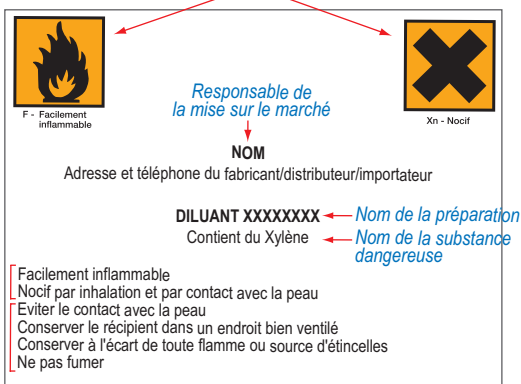 F - Facilement
inflammable
Xn - Nocif
Responsable de
la mise sur le marché
NOM
Adresse et téléphone du fabricant/distributeur/importateur
DILUANT XXXXXXXX
Nom de la préparation
Contient du Xylène
Nom de la substance
dangereuse
Facilement inflammable
Nocif par inhalation et par contact avec la peau
Eviter le contact avec la peau
Conserver le récipient dans un endroit bien ventilé
Conserver à l'écart de toute flamme ou source d'étincelles
Ne pas fumer